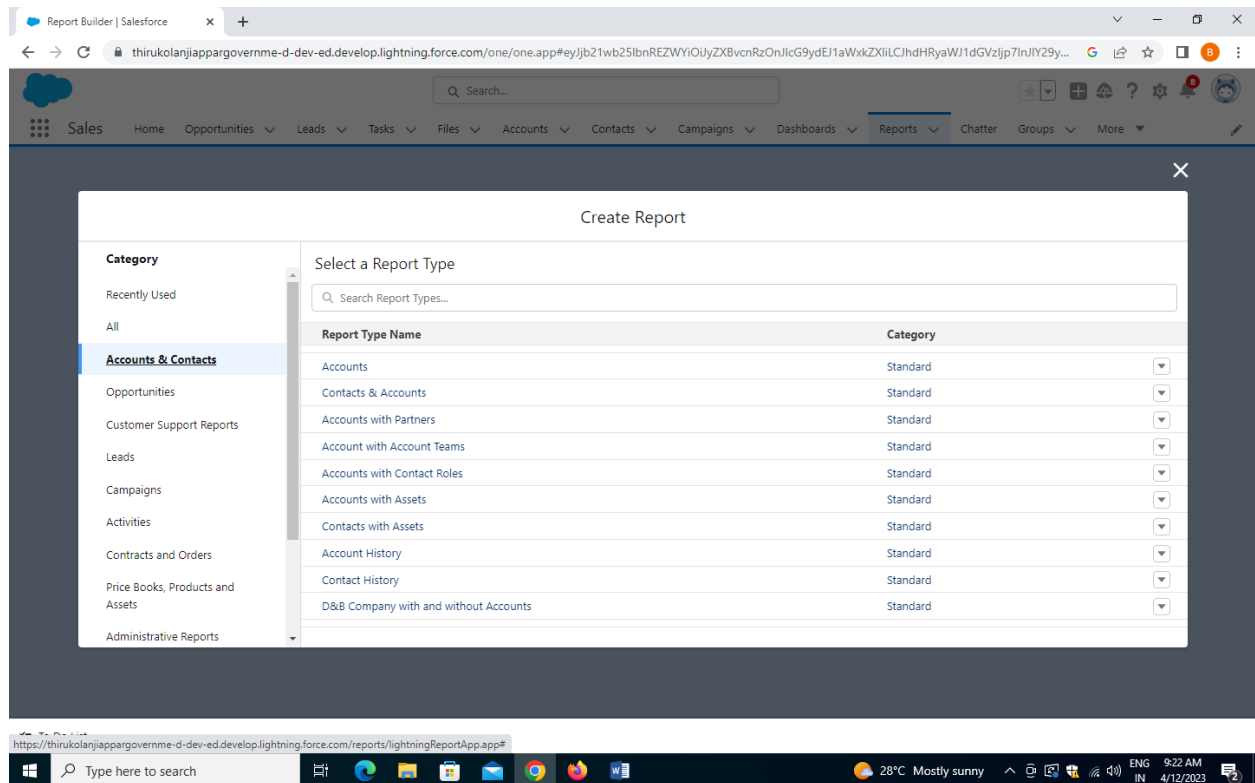 Report Builder | Salesforce
thirukolanjiappargovernme-d-dev-ed.develop.lightning.force.com/one/one.app#eyJjb21wb25lbnREZWYiOiJyZXBvcnRzOnJlcG9ydEJ1aWxkZXIiLCJhdHRyaWJ1dGVzIjp7InJlY29y...
B
Search...
8
Sales Home Opportunities Leads Tasks Files Accounts Contacts Campaigns Dashboards Reports Chatter Groups More
Create Report
Category
Recently Used
All
Accounts & Contacts
Opportunities
Customer Support Reports
Leads
Campaigns
Activities
Contracts and Orders
Price Books, Products and
Assets
Administrative Reports
Select a Report Type
Search Report Types...
Report Type Name Category
Accounts Standard
Contacts & Accounts Standard
Accounts with Partners Standard
Account with Account Teams Standard
Accounts with Contact Roles Standard
Accounts with Assets Standard
Contacts with Assets Standard
Account History Standard
Contact History Standard
D&B Company with and without Accounts Standard
To Do List
https://thirukolanjiappargovernme-d-dev-ed.develop.lightning.force.com/reports/lightningReportApp.app#
Type here to search
28°C Mostly sunny
ENG
IN
9:22 AM
4/12/2023
2